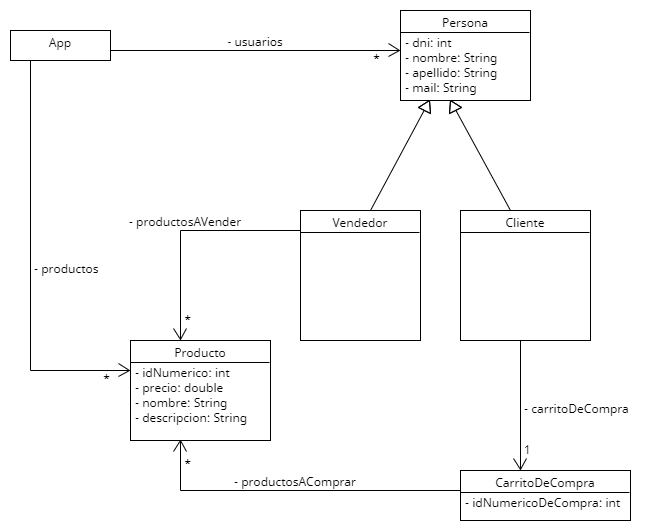 Persona
App
- usuarios
*
- dni: int
- nombre: String
- apellido: String
- mail: String
- productosAVender
Vendedor
Cliente
- productos
*
Producto
*
- idNumerico: int
- precio: double
- nombre: String
- descripcion: String
- carritoDeCompra
1
*
- productosAComprar
CarritoDeCompra
- idNumericoDeCompra: int